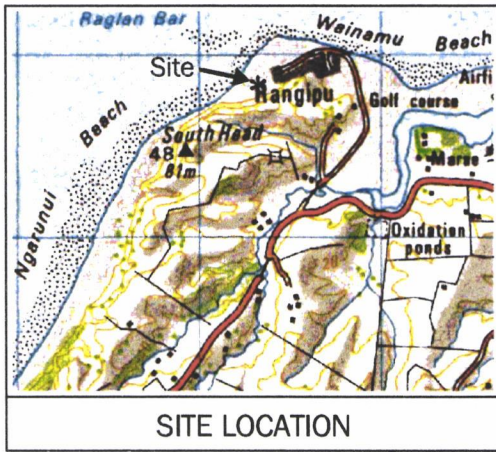 Raglan Bar
Wainamu Beach
Site
Rangipu
Airfi
Golf course
Beach
South Head
48
81m
Marae
Ngarunui
Oxidation
ponds
20
SITE LOCATION